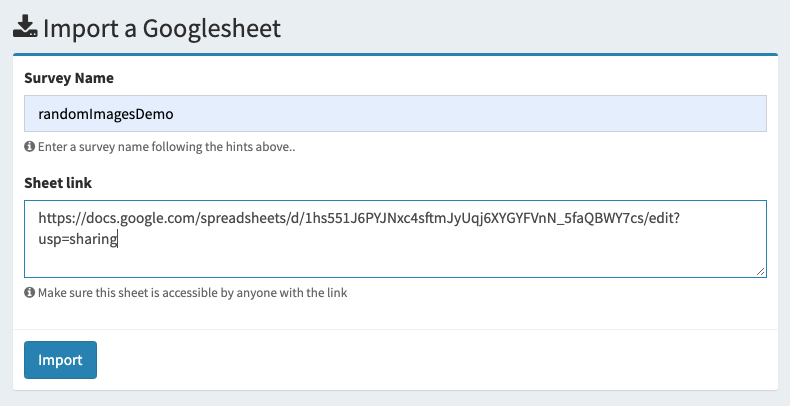 Import a Googlesheet
Survey Name
randomImagesDemo
Enter a survey name following the hints above..
Sheet link
https://docs.google.com/spreadsheets/d/1hs551J6PYJNxc4sftmJyUqj6XYGYFVnN_5faQBWY7cs/edit?
usp=sharing
Make sure this sheet is accessible by anyone with the link
Import